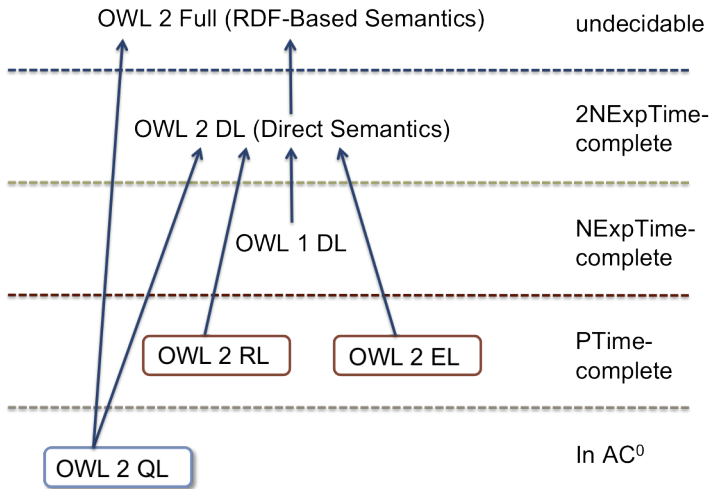 OWL 2 Full (RDF-Based Semantics)
undecidable
OWL 2 DL (Direct Semantics)
2NExpTime-
complete
OWL 1 DL
NExpTime-
complete
OWL 2 RL
OWL 2 EL
PTime-
complete
OWL 2 QL
In AC⁰